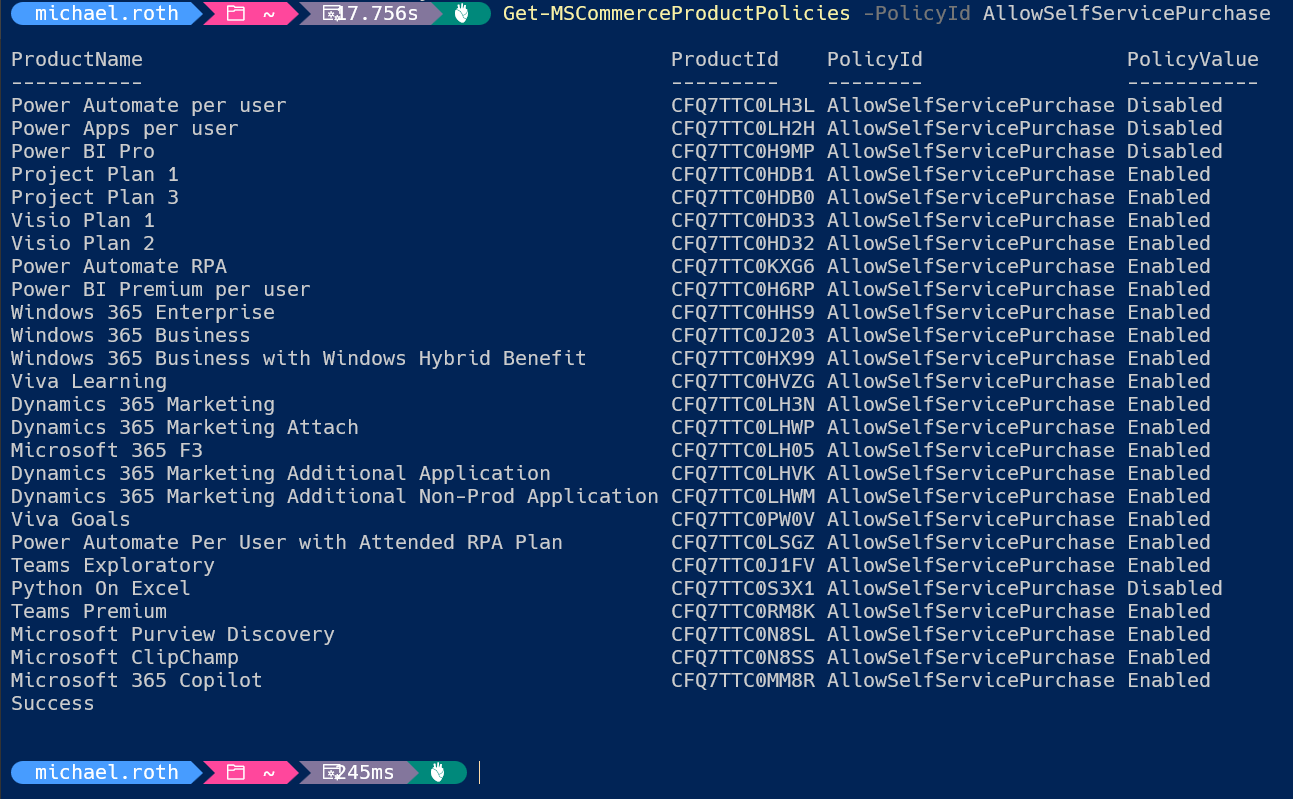 michael.roth ~ 17.756s Get-MSCommerceProductPolicies -PolicyId AllowSelfServicePurchase
ProductName ProductId PolicyId PolicyValue
----------- --------- -------- -----------
Power Automate per user CFQ7TTC0LH3L AllowSelfServicePurchase Disabled
Power Apps per user CFQ7TTC0LH2H AllowSelfServicePurchase Disabled
Power BI Pro CFQ7TTC0H9MP AllowSelfServicePurchase Disabled
Project Plan 1 CFQ7TTC0HDB1 AllowSelfServicePurchase Enabled
Project Plan 3 CFQ7TTC0HDB0 AllowSelfServicePurchase Enabled
Visio Plan 1 CFQ7TTC0HD33 AllowSelfServicePurchase Enabled
Visio Plan 2 CFQ7TTC0HD32 AllowSelfServicePurchase Enabled
Power Automate RPA CFQ7TTC0KXG6 AllowSelfServicePurchase Enabled
Power BI Premium per user CFQ7TTC0H6RP AllowSelfServicePurchase Enabled
Windows 365 Enterprise CFQ7TTC0HHS9 AllowSelfServicePurchase Enabled
Windows 365 Business CFQ7TTC0J203 AllowSelfServicePurchase Enabled
Windows 365 Business with Windows Hybrid Benefit CFQ7TTC0HX99 AllowSelfServicePurchase Enabled
Viva Learning CFQ7TTC0HVZG AllowSelfServicePurchase Enabled
Dynamics 365 Marketing CFQ7TTC0LH3N AllowSelfServicePurchase Enabled
Dynamics 365 Marketing Attach CFQ7TTC0LHWP AllowSelfServicePurchase Enabled
Microsoft 365 F3 CFQ7TTC0LH05 AllowSelfServicePurchase Enabled
Dynamics 365 Marketing Additional Application CFQ7TTC0LHVK AllowSelfServicePurchase Enabled
Dynamics 365 Marketing Additional Non-Prod Application CFQ7TTC0LHWM AllowSelfServicePurchase Enabled
Viva Goals CFQ7TTC0PW0V AllowSelfServicePurchase Enabled
Power Automate Per User with Attended RPA Plan CFQ7TTC0LSGZ AllowSelfServicePurchase Enabled
Teams Exploratory CFQ7TTC0J1FV AllowSelfServicePurchase Enabled
Python On Excel CFQ7TTC0S3X1 AllowSelfServicePurchase Disabled
Teams Premium CFQ7TTC0RM8K AllowSelfServicePurchase Enabled
Microsoft Purview Discovery CFQ7TTC0N8SL AllowSelfServicePurchase Enabled
Microsoft ClipChamp CFQ7TTC0N8SS AllowSelfServicePurchase Enabled
Microsoft 365 Copilot CFQ7TTC0MM8R AllowSelfServicePurchase Enabled
Success
michael.roth ~ 245ms